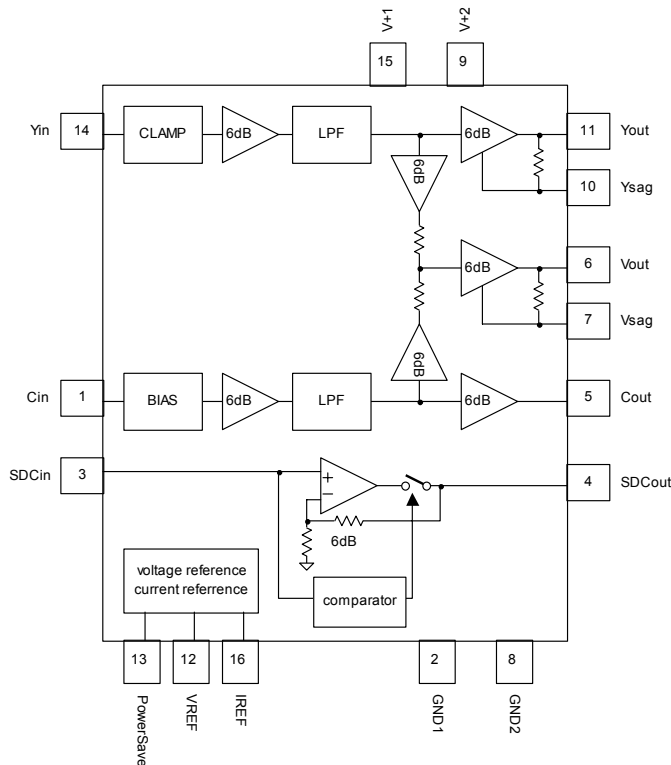 V+1
V+2
15
9
Yin
14
CLAMP
6dB
LPF
6dB
11
Yout
6dB
10
Ysag
6dB
6
Vout
7
Vsag
6dB
Cin
1
BIAS
6dB
LPF
6dB
5
Cout
SDCin
3
+
−
4
SDCout
6dB
voltage reference
current referrence
comparator
13
12
16
2
8
PowerSave
VREF
IREF
GND1
GND2